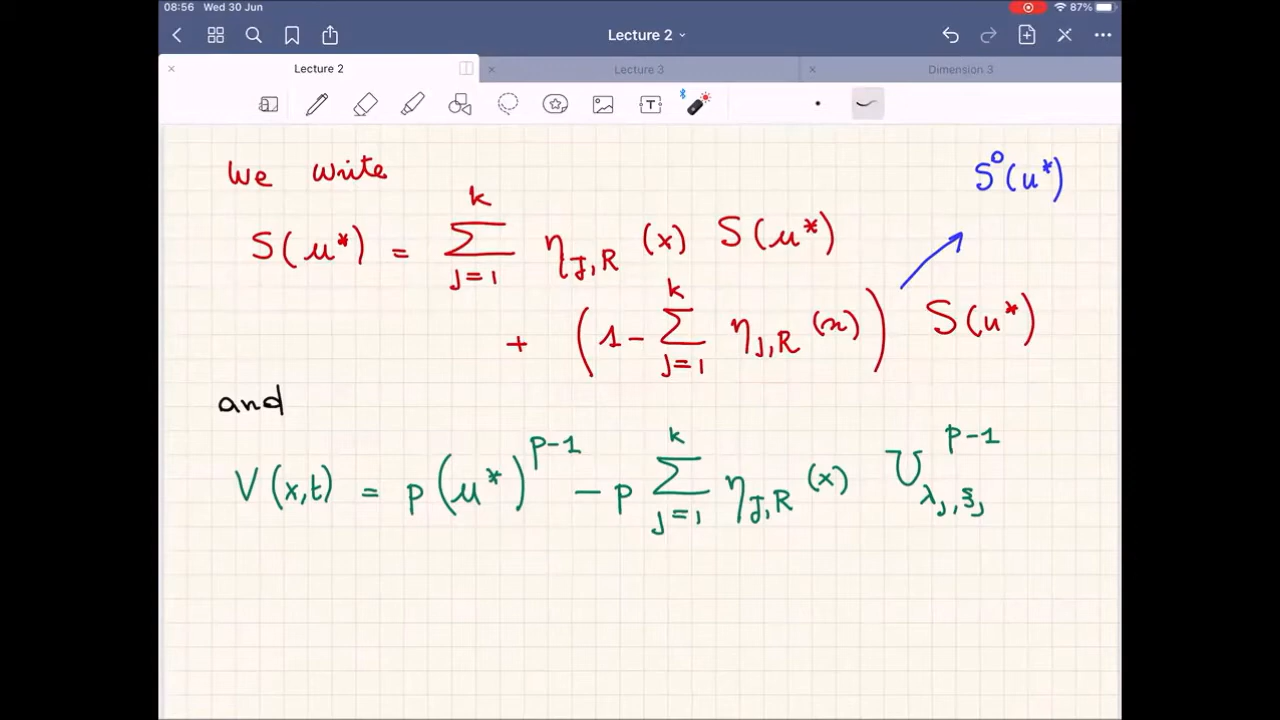 08:56 Wed 30 Jun 87%
Lecture 2
Lecture 2 Lecture 3 Dimension 3
We write
S⁰(u*)
S(u*) = Σ_{j=1}^{k} η_{j,R} (x) S(u*)
+ (1 - Σ_{j=1}^{k} η_{j,R} (x)) S(u*)
and
V(x,t) = p(u*)^{p-1} - p Σ_{j=1}^{k} η_{j,R} (x) U_{λ_j,ξ_j}^{p-1}